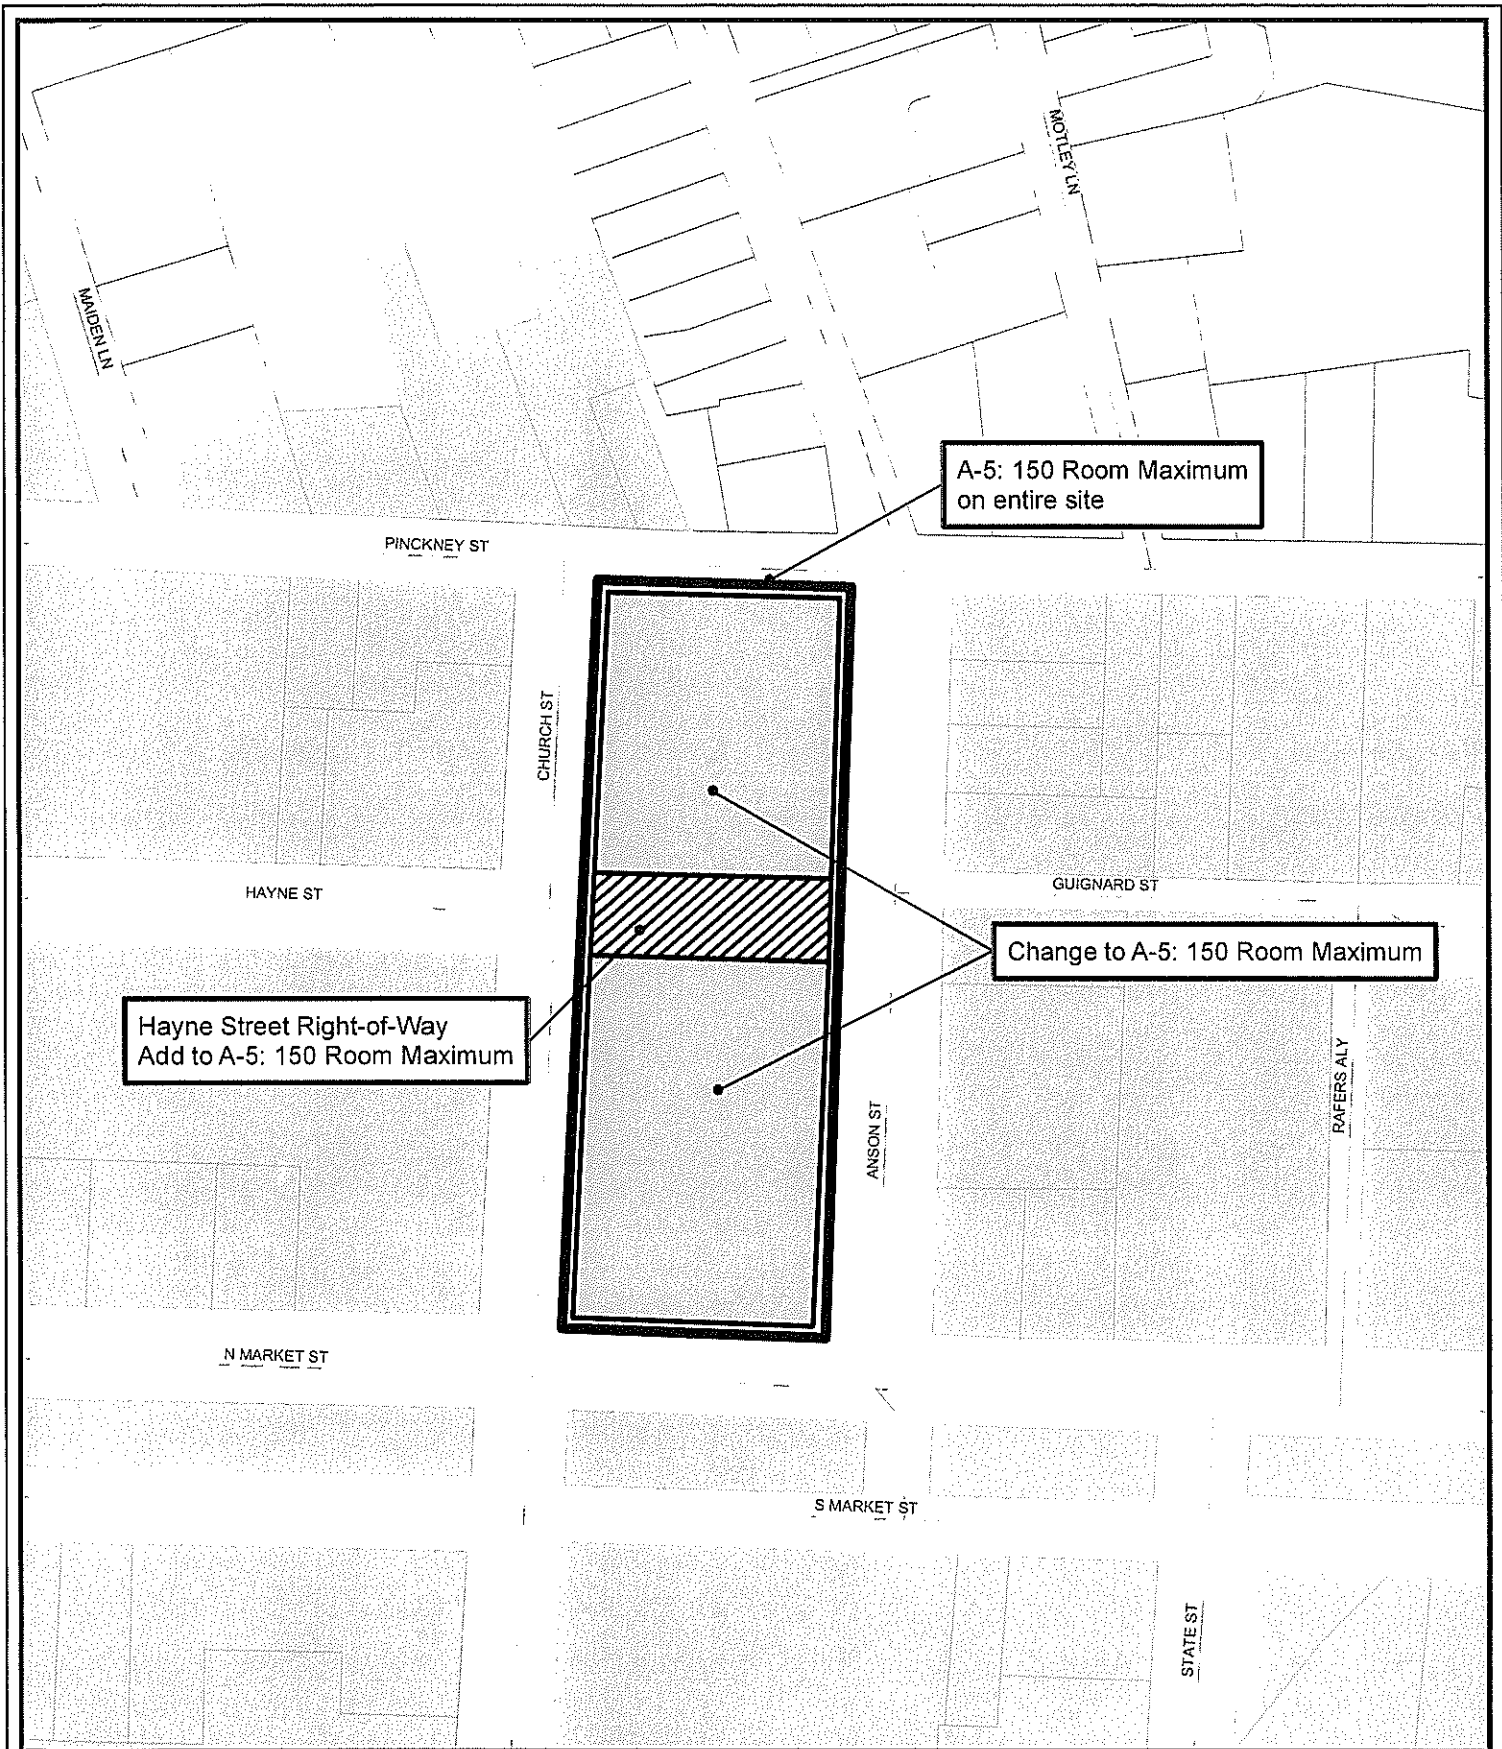 MOTLEY LN
MAIDEN LN
A-5: 150 Room Maximum
on entire site
PINCKNEY ST
CHURCH ST
HAYNE ST
GUIGNARD ST
Change to A-5: 150 Room Maximum
Hayne Street Right-of-Way
Add to A-5: 150 Room Maximum
RAFERS ALY
ANSON ST
N MARKET ST
S MARKET ST
STATE ST